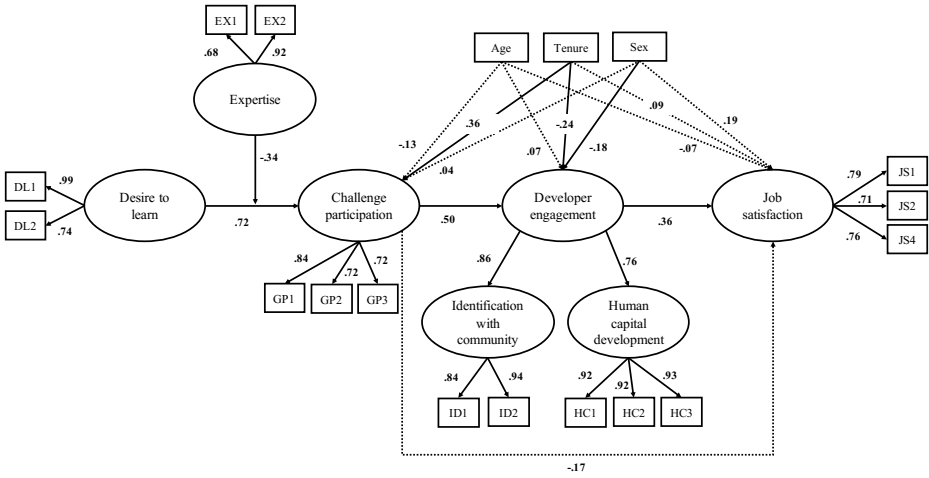 EX1 EX2
.68 .92
Age Tenure Sex
Expertise
.36 .09
-.24 .19
-.13 -.18 -.07
.07
-.34 .04
DL1 .99
DL2 .74
Desire to
learn
.72
Challenge
participation
.50
Developer
engagement
.36
Job
satisfaction
.79 JS1
.71 JS2
.76 JS4
.84 .72 .72
GP1 GP2 GP3
.86 .76
Identification
with
community
Human
capital
development
.84 .94
.92 .92 .93
ID1 ID2 HC1 HC2 HC3
-.17